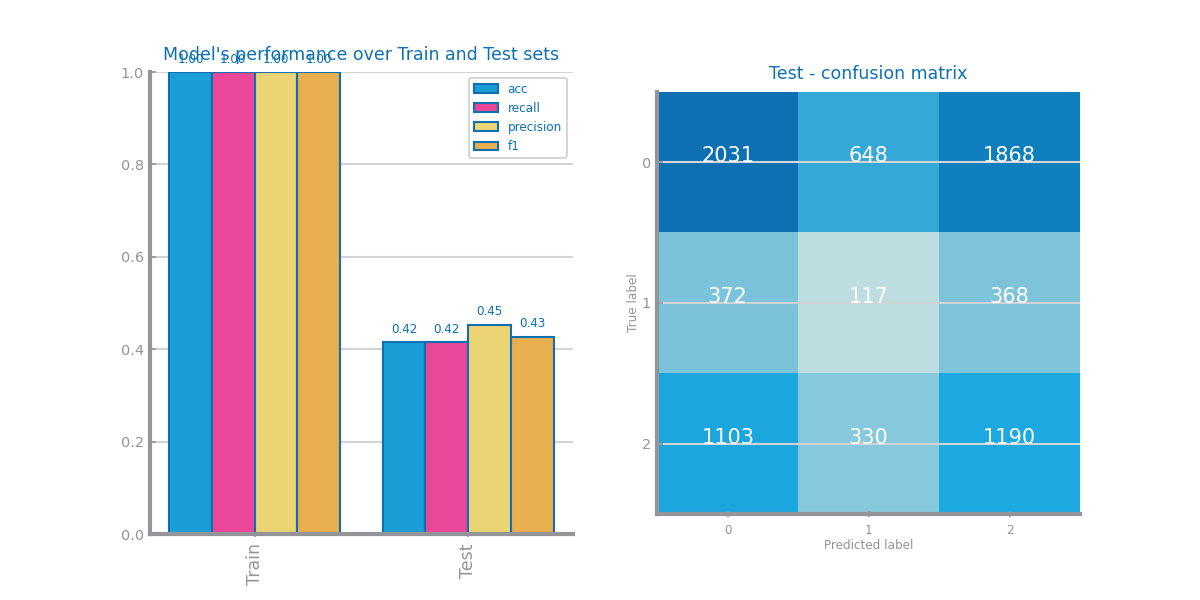 Model's performance over Train and Test sets
1.00 1.00 1.00 1.00
1.0
0.8
0.6
0.4
0.2
0.0
acc
recall
precision
f1
0.42 0.42 0.45 0.43
Train Test
Test - confusion matrix
True label
0 2031 648 1868
1 372 117 368
2 1103 330 1190
0 1 2
Predicted label